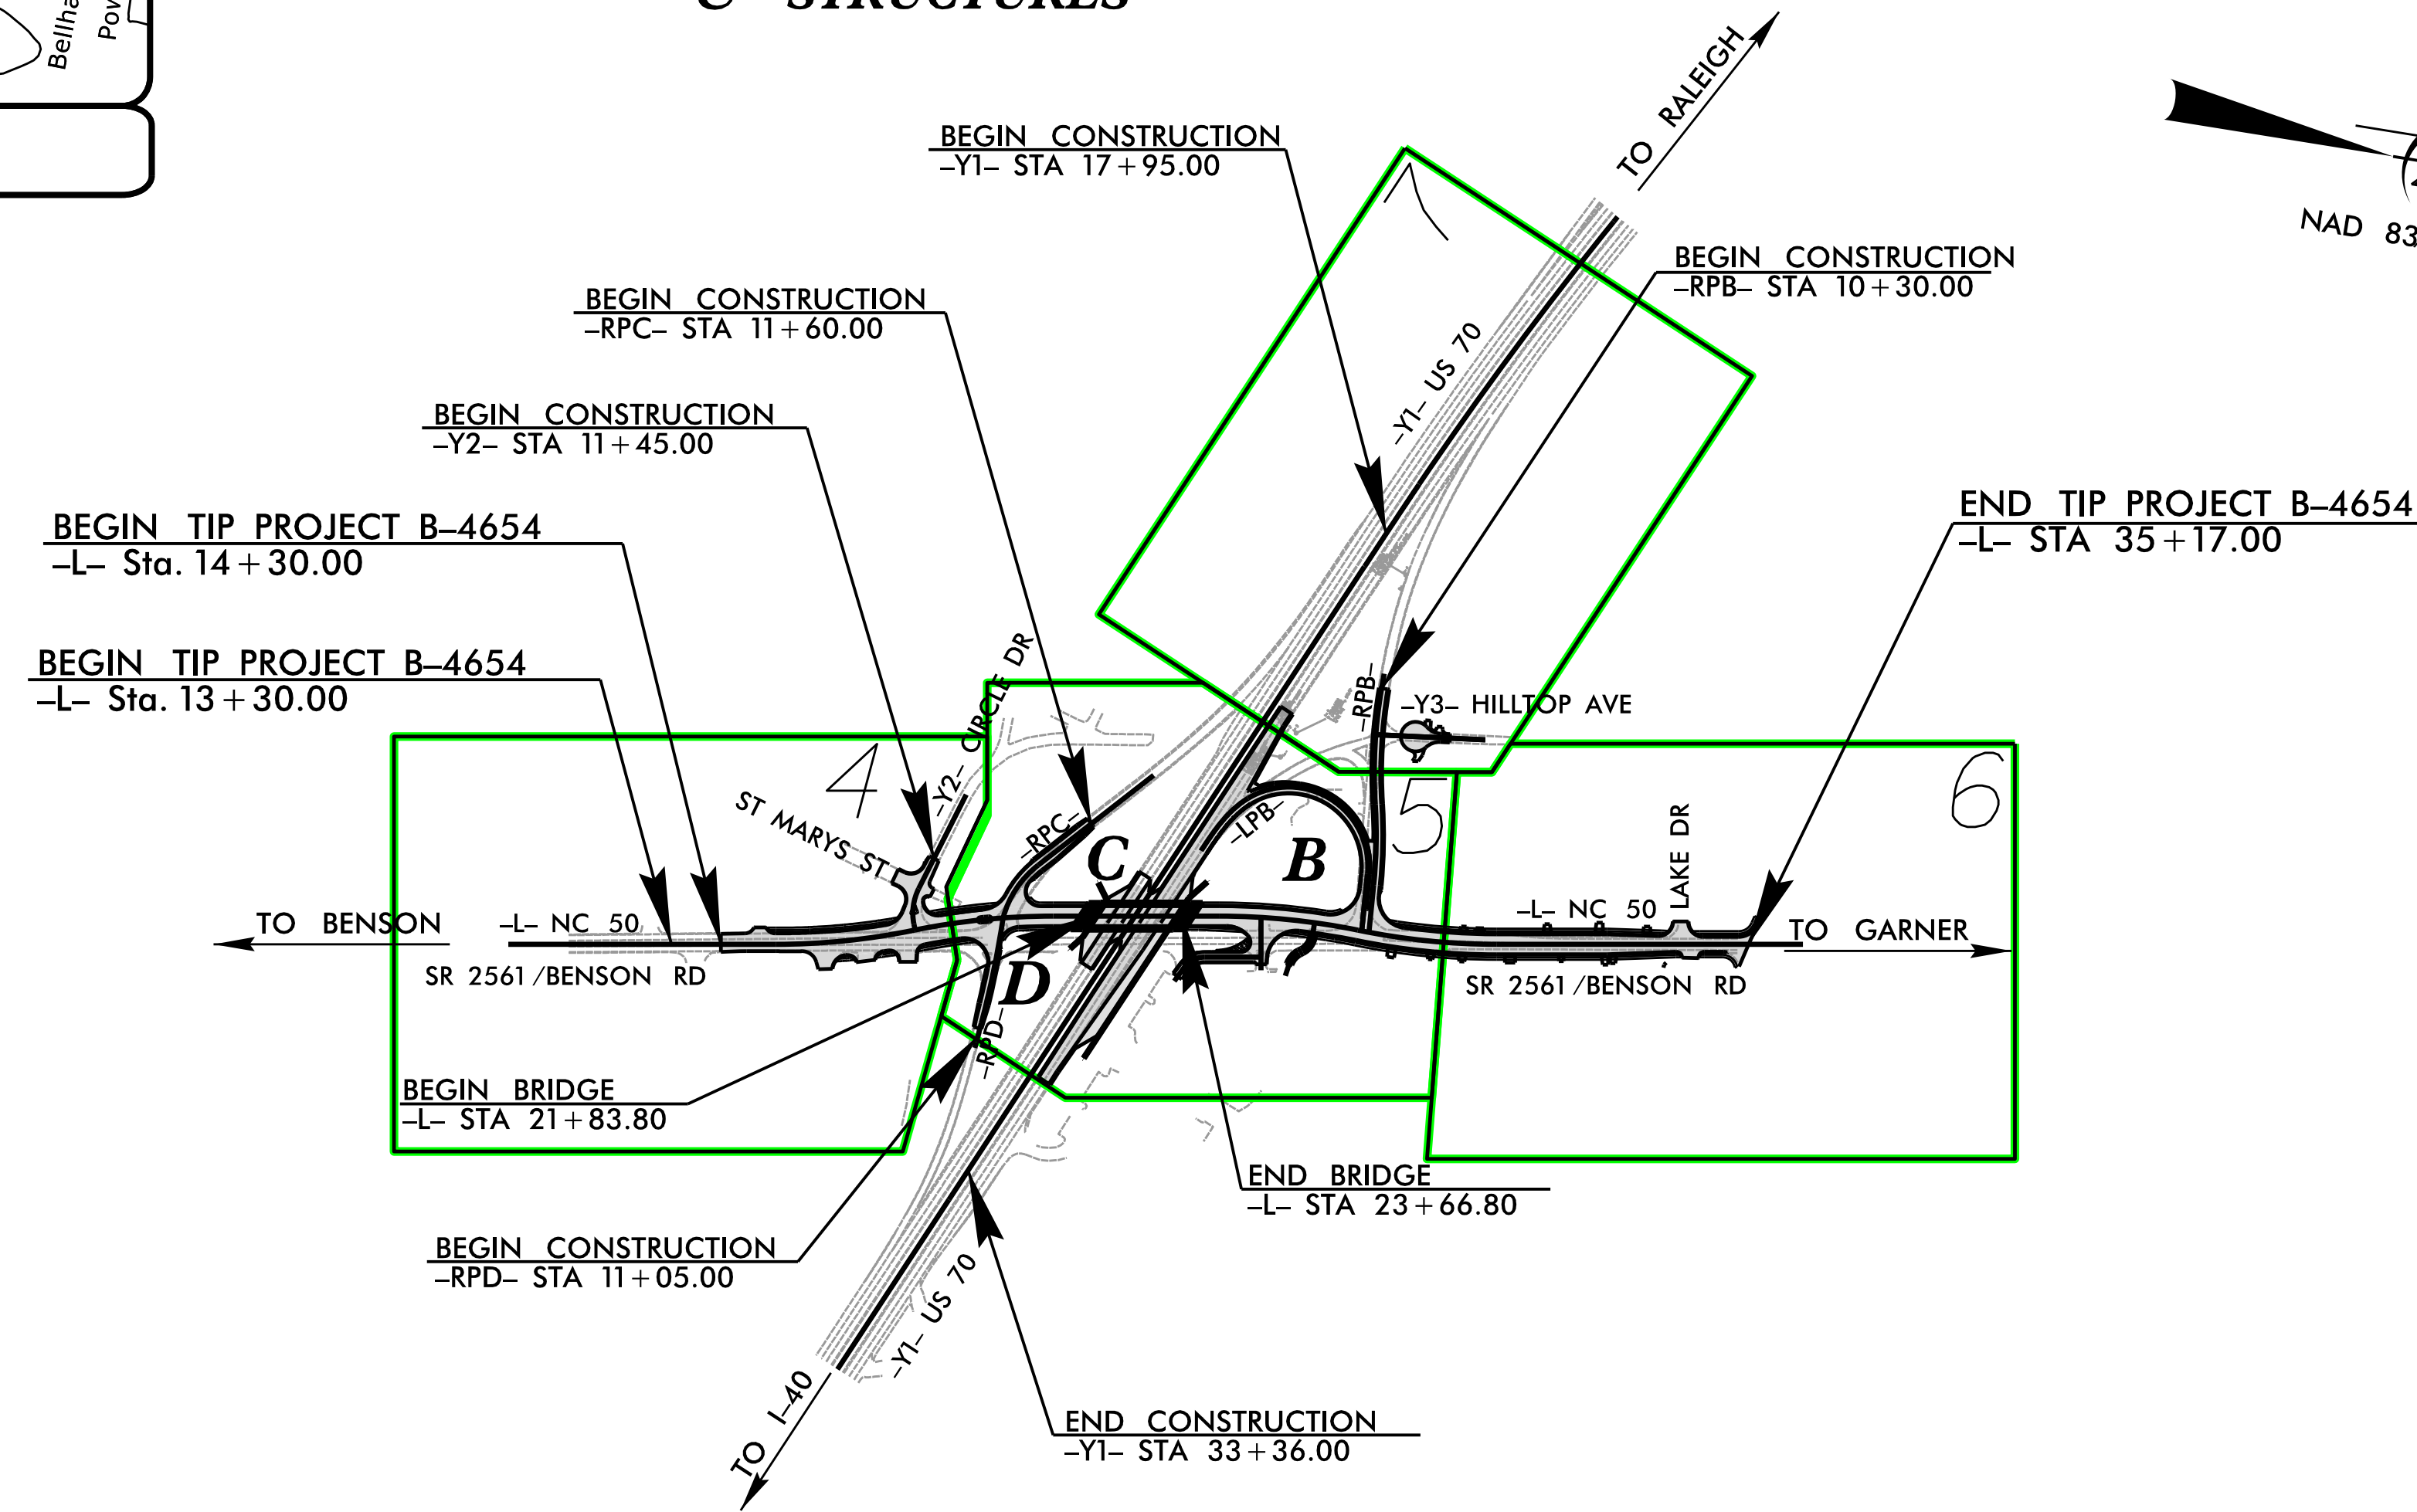 STRUCTURES
TO RALEIGH
BEGIN CONSTRUCTION
–Y1– STA 17+95.00
NAD 83
BEGIN CONSTRUCTION
–RPB– STA 10+30.00
BEGIN CONSTRUCTION
–RPC– STA 11+60.00
–Y1– US 70
BEGIN CONSTRUCTION
–Y2– STA 11+45.00
BEGIN TIP PROJECT B–4654
–L– Sta. 14+30.00
END TIP PROJECT B–4654
–L– STA 35+17.00
BEGIN TIP PROJECT B–4654
–L– Sta. 13+30.00
–Y2– CIRCLE DR
–RPB–
–Y3– HILLTOP AVE
4
5
6
7
ST MARYS ST
–RPC–
–LPB–
C
B
D
LAKE DR
TO BENSON
–L– NC 50
SR 2561/BENSON RD
–L– NC 50
TO GARNER
SR 2561/BENSON RD
–RPD–
BEGIN BRIDGE
–L– STA 21+83.80
END BRIDGE
–L– STA 23+66.80
BEGIN CONSTRUCTION
–RPD– STA 11+05.00
–Y1– US 70
TO I–40
END CONSTRUCTION
–Y1– STA 33+36.00